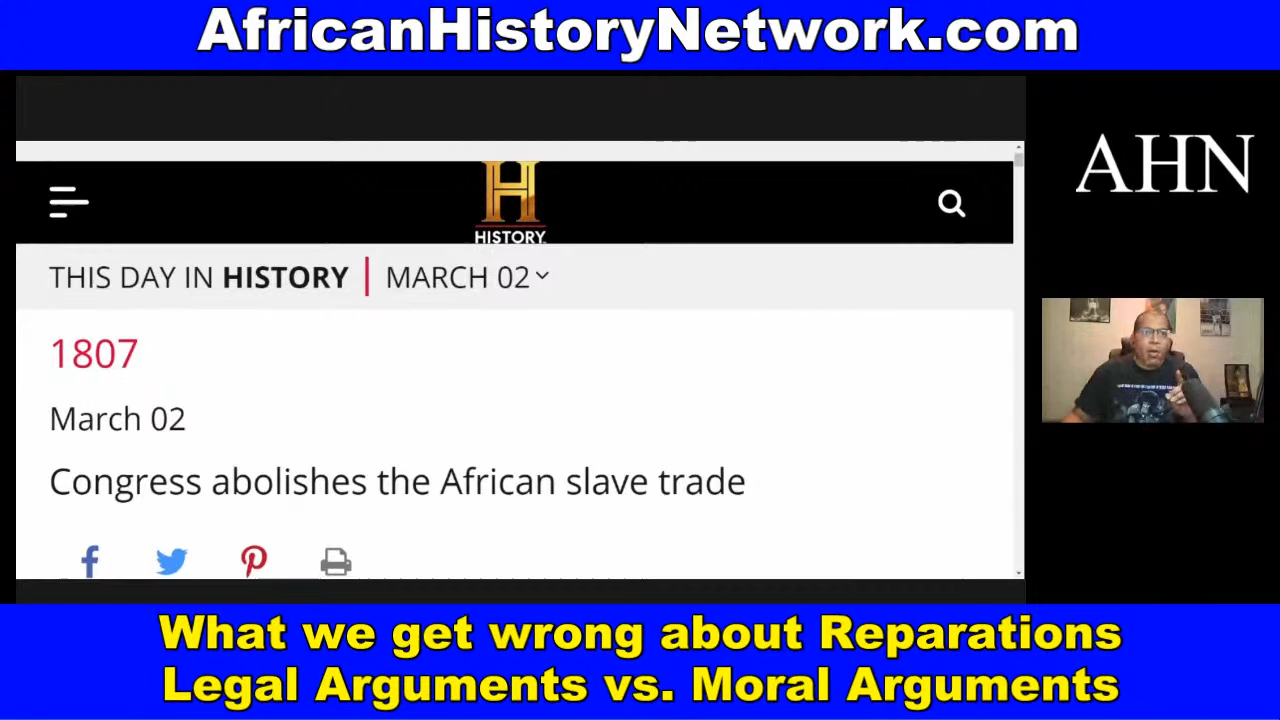 AfricanHistoryNetwork.com
AHN
H
HISTORY.
THIS DAY IN HISTORY | MARCH 02
1807
March 02
Congress abolishes the African slave trade
What we get wrong about Reparations
Legal Arguments vs. Moral Arguments